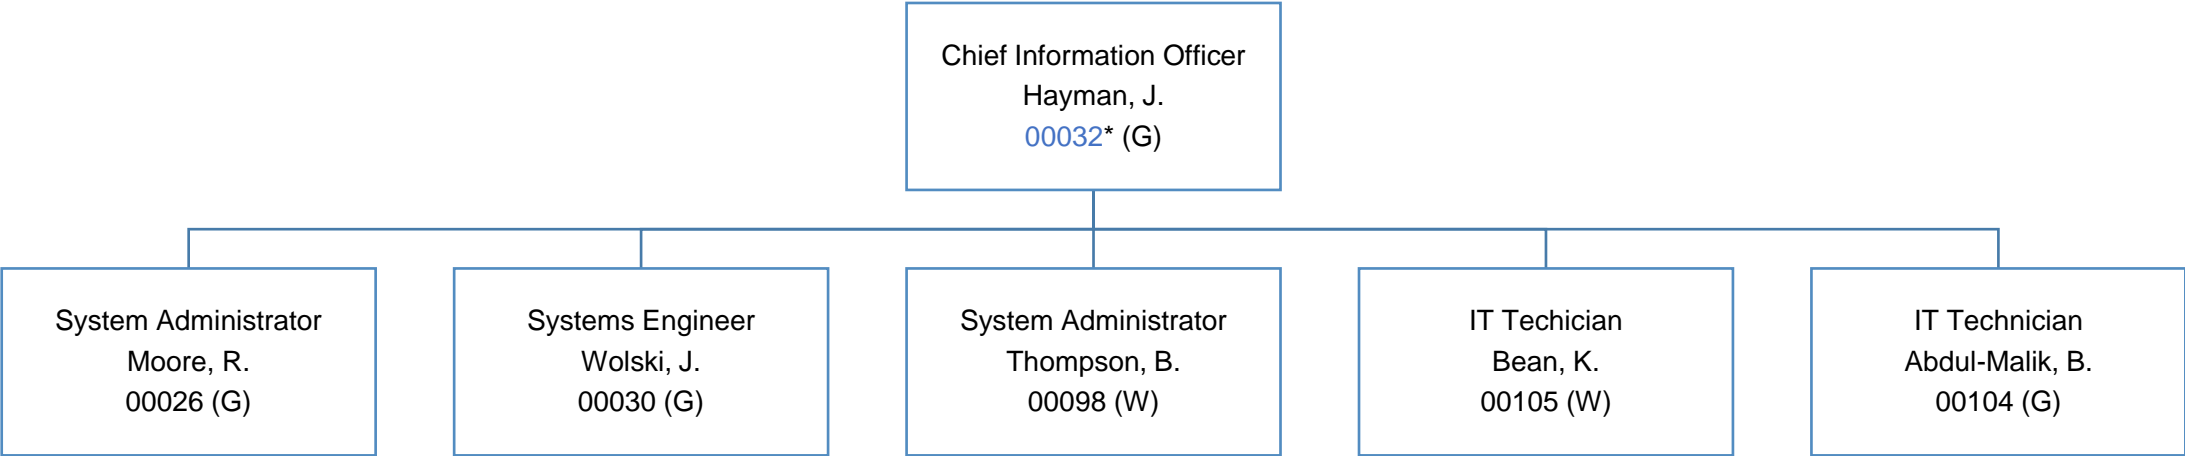 Chief Information Officer
Hayman, J.
00032* (G)
System Administrator
Moore, R.
00026 (G)
Systems Engineer
Wolski, J.
00030 (G)
System Administrator
Thompson, B.
00098 (W)
IT Techician
Bean, K.
00105 (W)
IT Technician
Abdul-Malik, B.
00104 (G)